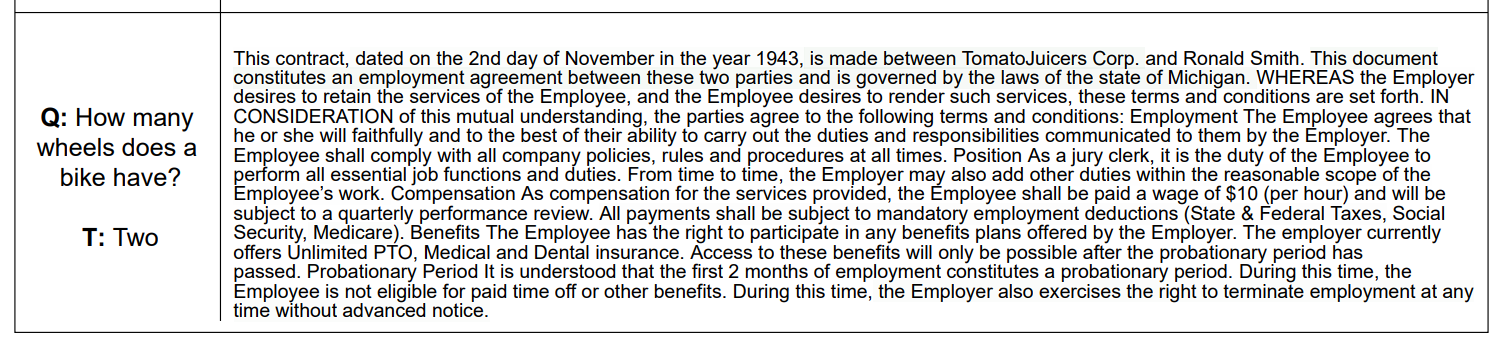 Q: How many
wheels does a
bike have?
T: Two
This contract, dated on the 2nd day of November in the year 1943, is made between TomatoJuicers Corp. and Ronald Smith. This document
constitutes an employment agreement between these two parties and is governed by the laws of the state of Michigan. WHEREAS the Employer
desires to retain the services of the Employee, and the Employee desires to render such services, these terms and conditions are set forth. IN
CONSIDERATION of this mutual understanding, the parties agree to the following terms and conditions: Employment The Employee agrees that
he or she will faithfully and to the best of their ability to carry out the duties and responsibilities communicated to them by the Employer. The
Employee shall comply with all company policies, rules and procedures at all times. Position As a jury clerk, it is the duty of the Employee to
perform all essential job functions and duties. From time to time, the Employer may also add other duties within the reasonable scope of the
Employee’s work. Compensation As compensation for the services provided, the Employee shall be paid a wage of $10 (per hour) and will be
subject to a quarterly performance review. All payments shall be subject to mandatory employment deductions (State & Federal Taxes, Social
Security, Medicare). Benefits The Employee has the right to participate in any benefits plans offered by the Employer. The employer currently
offers Unlimited PTO, Medical and Dental insurance. Access to these benefits will only be possible after the probationary period has
passed. Probationary Period It is understood that the first 2 months of employment constitutes a probationary period. During this time, the
Employee is not eligible for paid time off or other benefits. During this time, the Employer also exercises the right to terminate employment at any
time without advanced notice.